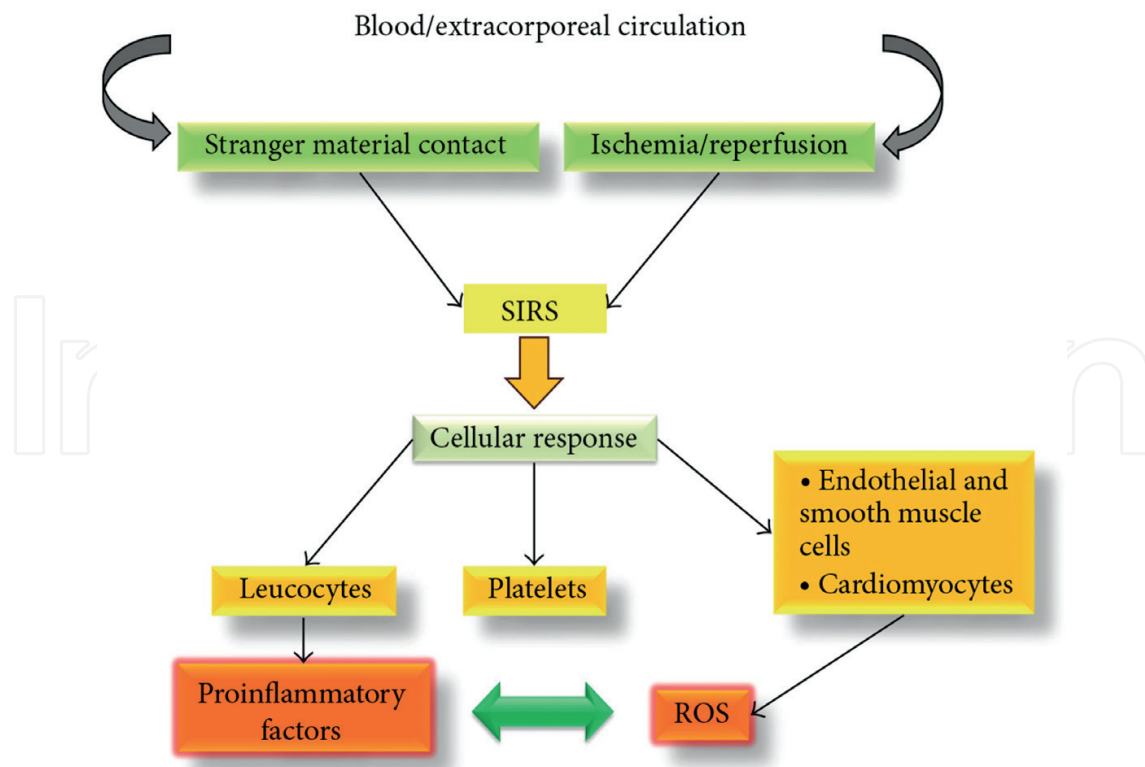 Blood/extracorporeal circulation
Stranger material contact
Ischemia/reperfusion
SIRS
Cellular response
• Endothelial and
smooth muscle
cells
• Cardiomyocytes
Leucocytes
Platelets
Proinflammatory
factors
ROS